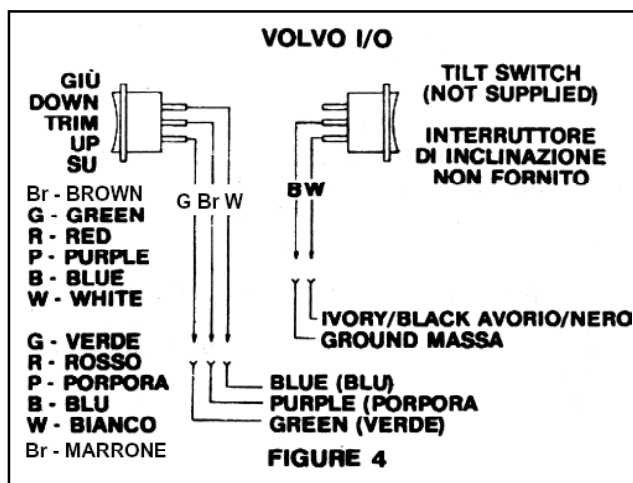 VOLVO I/O
GIÙ
DOWN
TRIM
UP
SU
TILT SWITCH
(NOT SUPPLIED)
INTERRUTTORE
DI INCLINAZIONE
NON FORNITO
Br - BROWN
G - GREEN
R - RED
P - PURPLE
B - BLUE
W - WHITE
G Br W
B W
G - VERDE
R - ROSSO
P - PORPORA
B - BLU
W - BIANCO
Br - MARRONE
IVORY/BLACK AVORIO/NERO
GROUND MASSA
BLUE (BLU)
PURPLE (PORPORA
GREEN (VERDE)
FIGURE 4